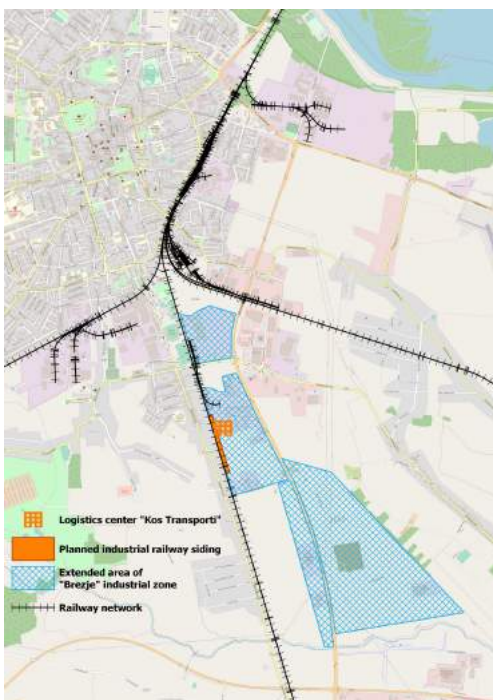 Logistics center "Kos Transporti"
Planned industrial railway siding
Extended area of
"Brezje" industrial zone
Railway network